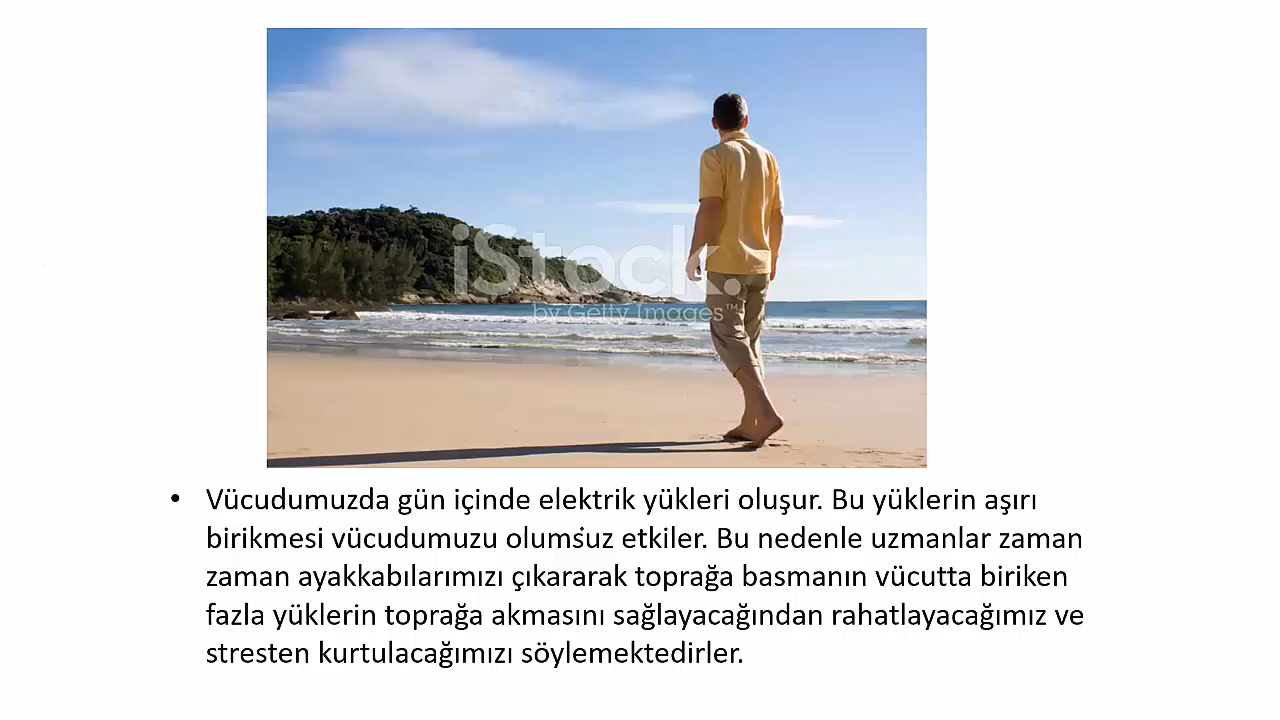 iStock.
by Getty Images™
• Vücudumuzda gün içinde elektrik yükleri oluşur. Bu yüklerin aşırı
birikmesi vücudumuzu olumsuz etkiler. Bu nedenle uzmanlar zaman
zaman ayakkabılarımızı çıkararak toprağa basmanın vücutta biriken
fazla yüklerin toprağa akmasını sağlayacağından rahatlayacağımız ve
stresten kurtulacağımızı söylemektedirler.